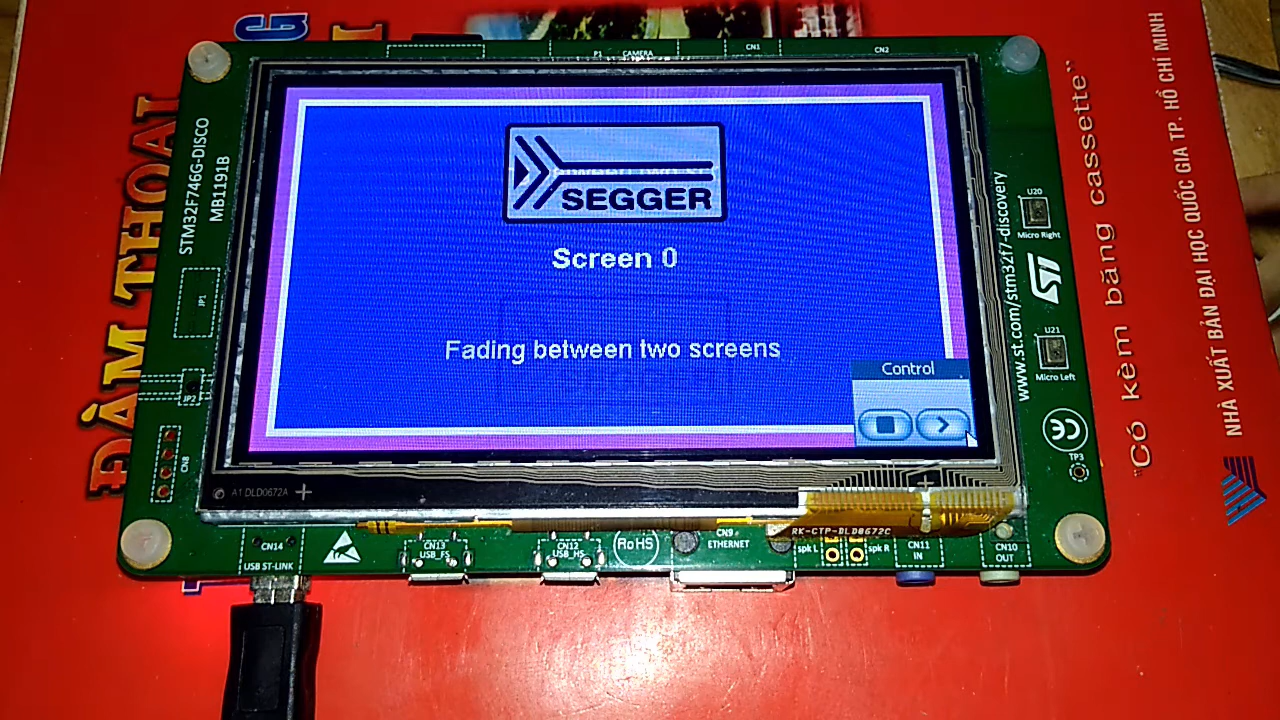 P1 CAMERA CN1 CN2
STM32F746G-DISCO
MB1191B
JP1
JP2
CN8
SEGGER
Screen 0
Fading between two screens
Control
www.st.com/stm32f7-discovery
U20
Micro Right
ST
U21
Micro Left
CE
TP3
A1 DLD0672A
RK-CTP-DLD0672C
CN14
USB ST-LINK
CN13
USB_FS
CN12
USB_HS
RoHS
CN9
ETHERNET
spk L
spk R
CN11
IN
CN10
OUT
ĐÀM THOẠI
"Có kèm băng cassette"
NHÀ XUẤT BẢN ĐẠI HỌC QUỐC GIA TP. HỒ CHÍ MINH